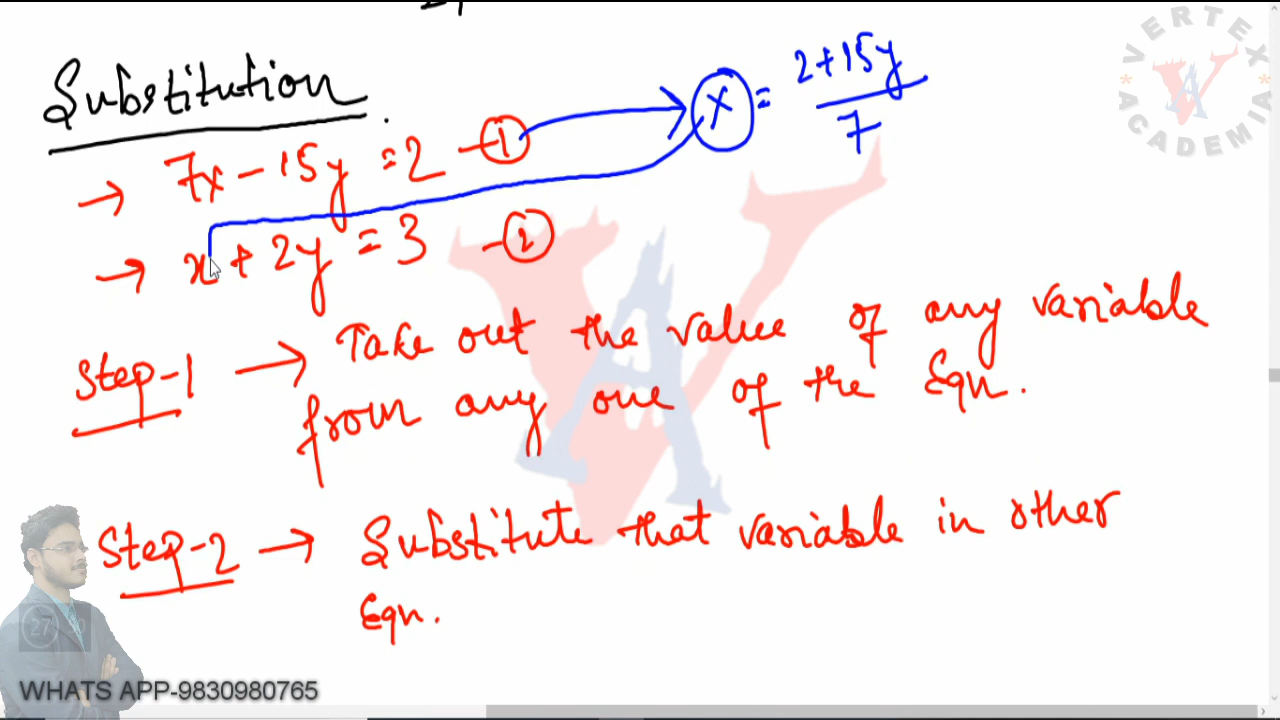 Substitution.
→ 7x - 15y = 2 - ①
x = 2+15y / 7
→ x + 2y = 3 - ②
Step-1 → Take out the value of any variable
from any one of the Eqn.
Step-2 → Substitute that variable in other
Eqn.
VERTEX
ACADEMIA
WHATS APP-9830980765